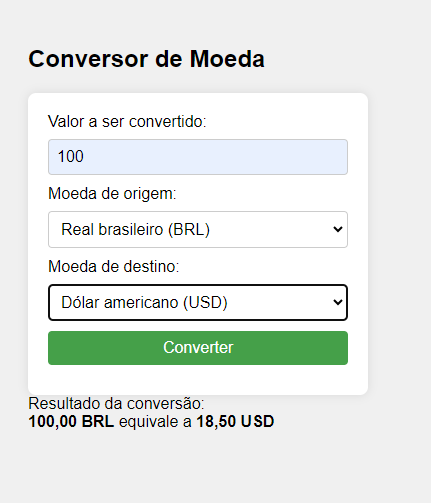 Conversor de Moeda
Valor a ser convertido:
100
Moeda de origem:
Real brasileiro (BRL)
Moeda de destino:
Dólar americano (USD)
Converter
Resultado da conversão:
100,00 BRL equivale a 18,50 USD